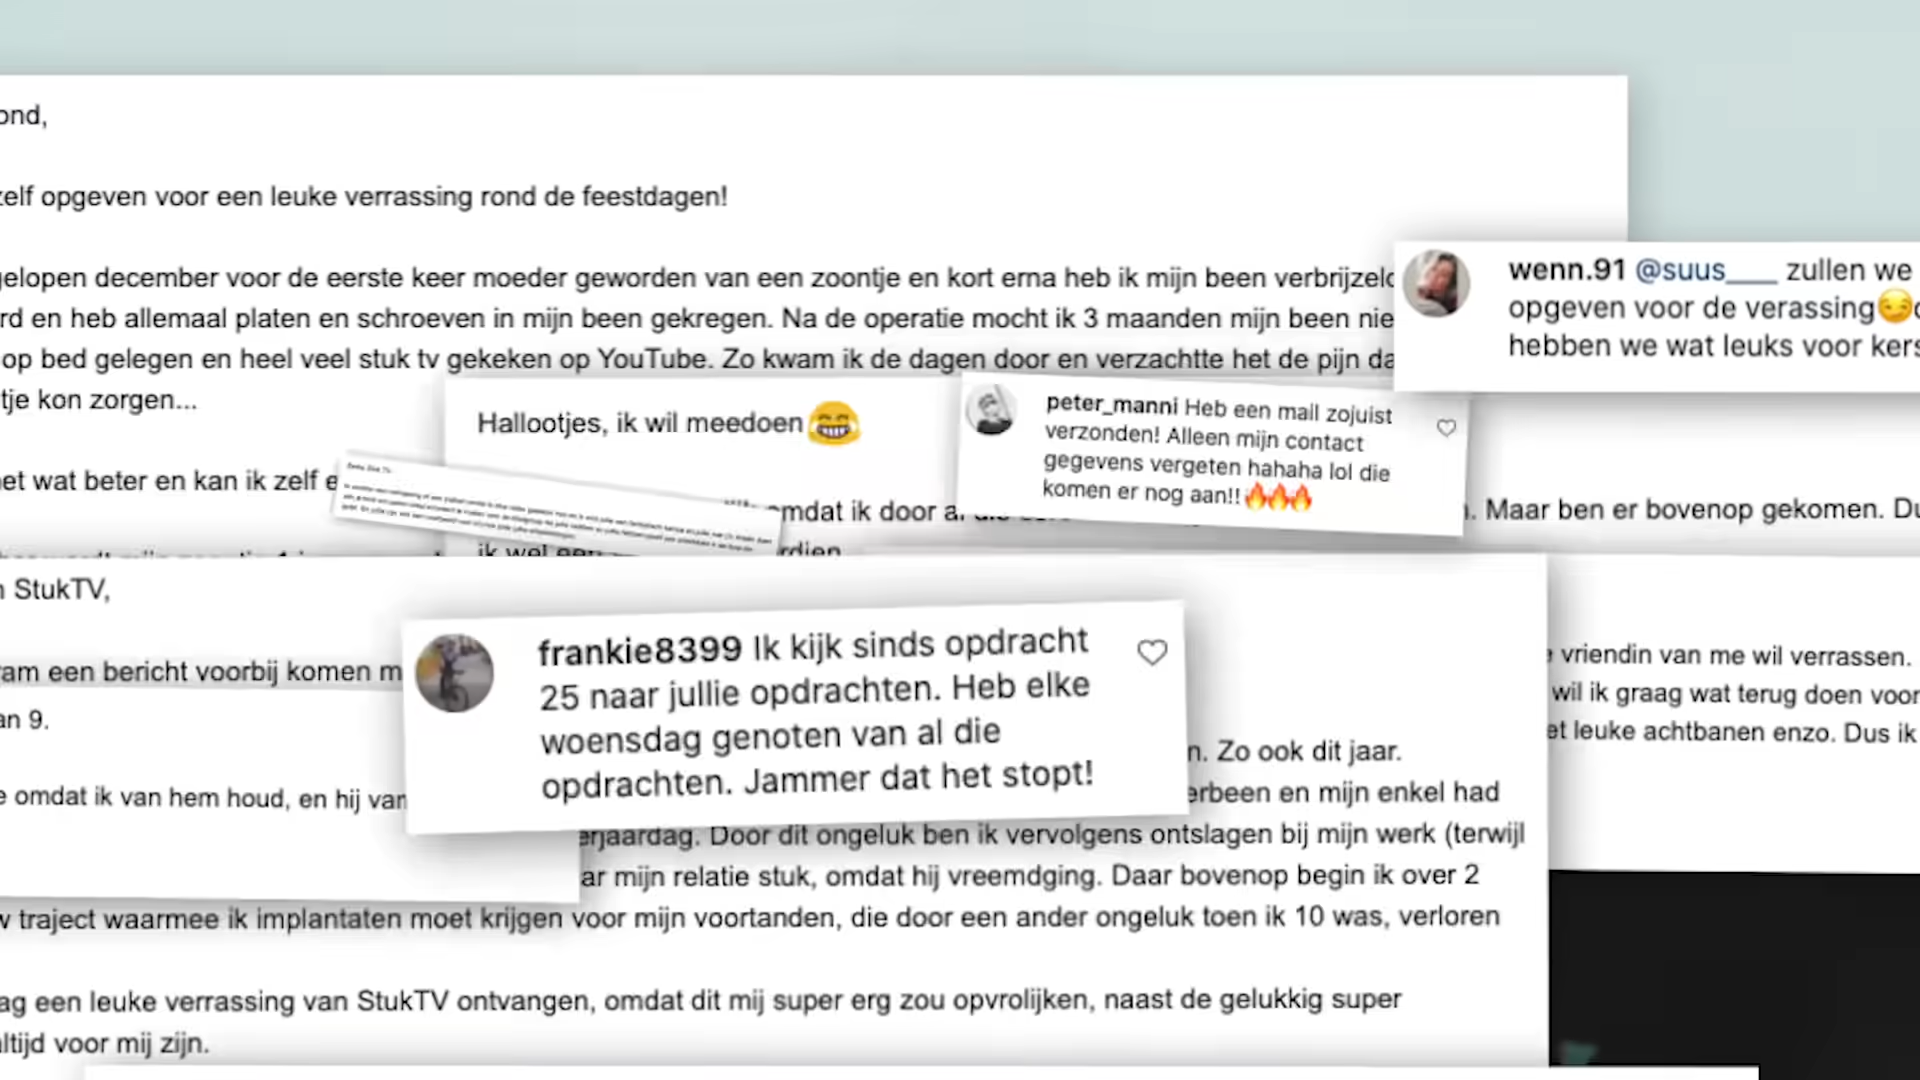 ond,
zelf opgeven voor een leuke verrassing rond de feestdagen!
gelopen december voor de eerste keer moeder geworden van een zoontje en kort erna heb ik mijn been verbrijzeld
rd en heb allemaal platen en schroeven in mijn been gekregen. Na de operatie mocht ik 3 maanden mijn been nie
op bed gelegen en heel veel stuk tv gekeken op YouTube. Zo kwam ik de dagen door en verzachtte het de pijn da
tje kon zorgen...
et wat beter en kan ik zelf e
wenn.91 @suus___ zullen we
opgeven voor de verassing😏
hebben we wat leuks voor kers
Hallootjes, ik wil meedoen😂
omdat ik door a
ik wel een
rdien
peter_manni Heb een mail zojuist
verzonden! Alleen mijn contact
gegevens vergeten hahaha lol die
komen er nog aan!!🔥🔥🔥
. Maar ben er bovenop gekomen. Du
n StukTV,
ram een bericht voorbij komen m
an 9.
e omdat ik van hem houd, en hij van
frankie8399 Ik kijk sinds opdracht
25 naar jullie opdrachten. Heb elke
woensdag genoten van al die
opdrachten. Jammer dat het stopt!
vriendin van me wil verrassen.
wil ik graag wat terug doen voor
et leuke achtbanen enzo. Dus ik
n. Zo ook dit jaar.
erbeen en mijn enkel had
erjaardag. Door dit ongeluk ben ik vervolgens ontslagen bij mijn werk (terwijl
ar mijn relatie stuk, omdat hij vreemdging. Daar bovenop begin ik over 2
w traject waarmee ik implantaten moet krijgen voor mijn voortanden, die door een ander ongeluk toen ik 10 was, verloren
ag een leuke verrassing van StukTV ontvangen, omdat dit mij super erg zou opvrolijken, naast de gelukkig super
altijd voor mij zijn.